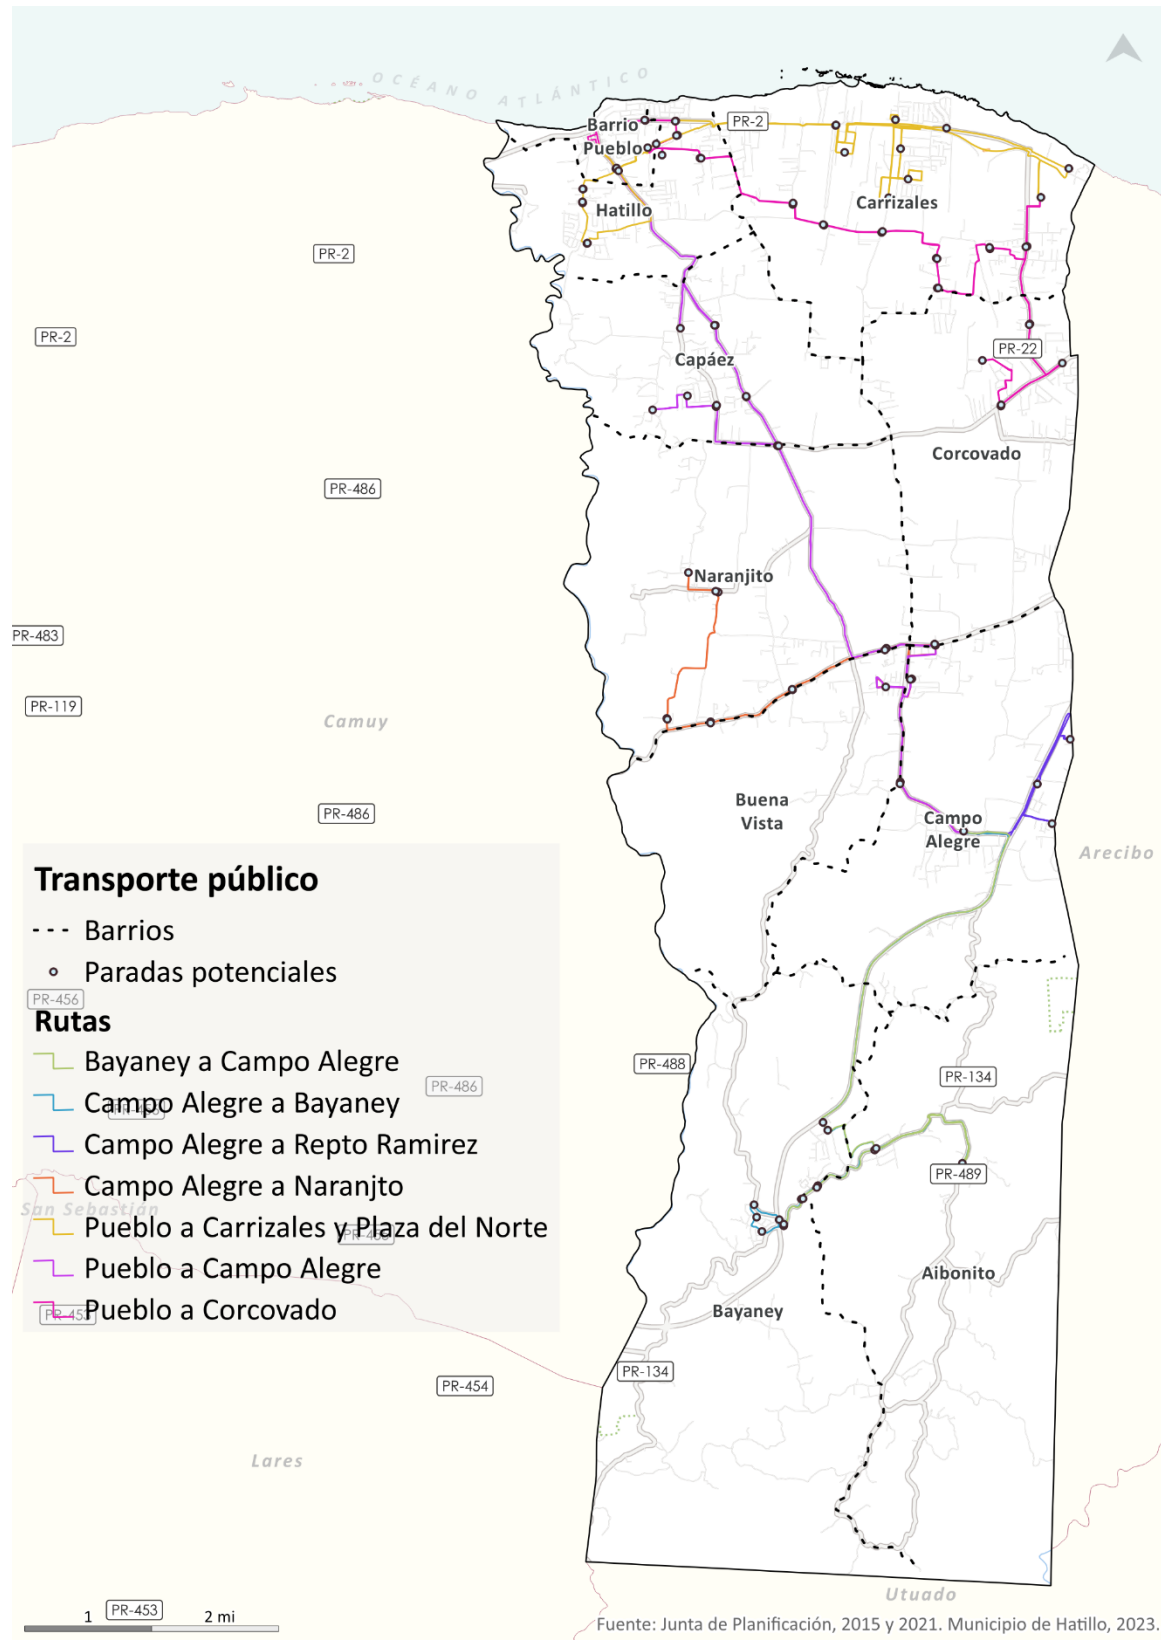 OCÉANO ATLÁNTICO
Barrio
Pueblo
PR-2
Hatillo
Carrizales
PR-2
PR-2
PR-22
Capáez
Corcovado
PR-486
Naranjito
PR-483
PR-119
Camuy
Buena
Vista
PR-486
Campo
Alegre
Arecibo
Transporte público
Barrios
Paradas potenciales
PR-456
Rutas
Bayaney a Campo Alegre
PR-488
PR-486
PR-134
Campo Alegre a Bayaney
Campo Alegre a Repto Ramirez
Campo Alegre a Naranjto
PR-489
San Sebastián
Pueblo a Carrizales y Plaza del Norte
Pueblo a Campo Alegre
Aibonito
Pueblo a Corcovado
PR-453
Bayaney
PR-134
PR-454
Lares
Utuado
PR-453
1 2 mi
Fuente: Junta de Planificación, 2015 y 2021. Municipio de Hatillo, 2023.